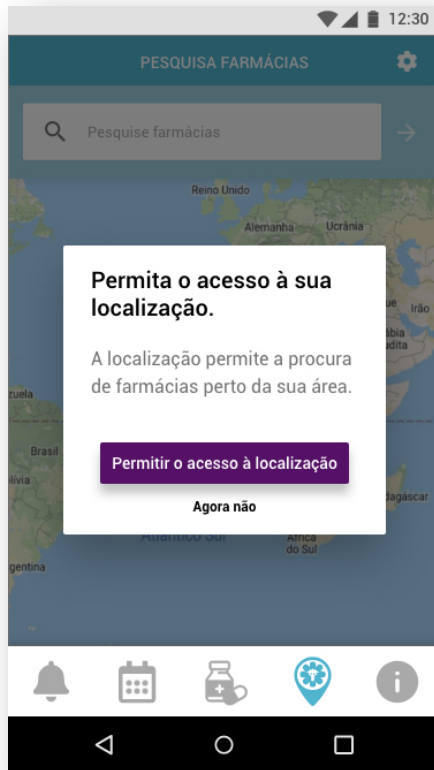 12:30
PESQUISA FARMÁCIAS
Pesquise farmácias
Reino Unido
Alemanha
Ucrânia
Permita o acesso à sua
localização.
Irão
A localização permite a procura
de farmácias perto da sua área.
Brasil
Permitir o acesso à localização
Agora não
Atlântico Sul
África
do Sul
gentina